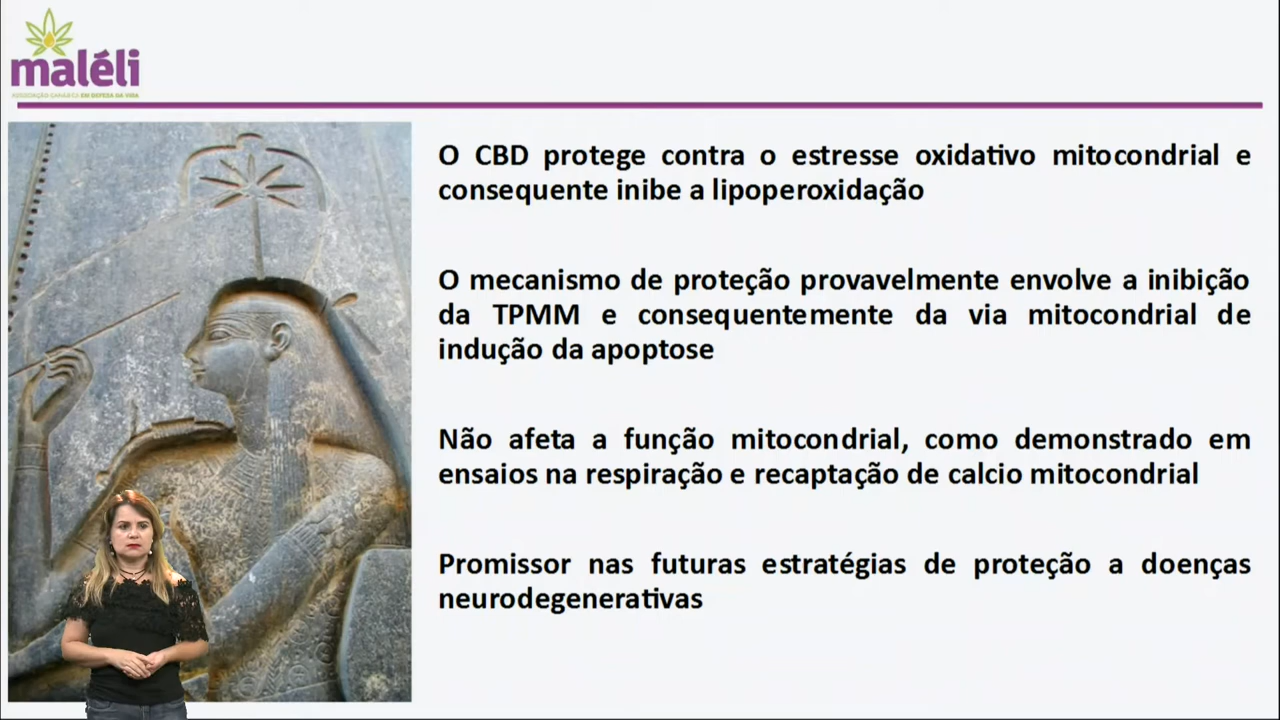 maléli
ASSOCIAÇÃO CANÁBICA EM DEFESA DA VIDA
O CBD protege contra o estresse oxidativo mitocondrial e
consequente inibe a lipoperoxidação
O mecanismo de proteção provavelmente envolve a inibição
da TPMM e consequentemente da via mitocondrial de
indução da apoptose
Não afeta a função mitocondrial, como demonstrado em
ensaios na respiração e recaptação de calcio mitocondrial
Promissor nas futuras estratégias de proteção a doenças
neurodegenerativas